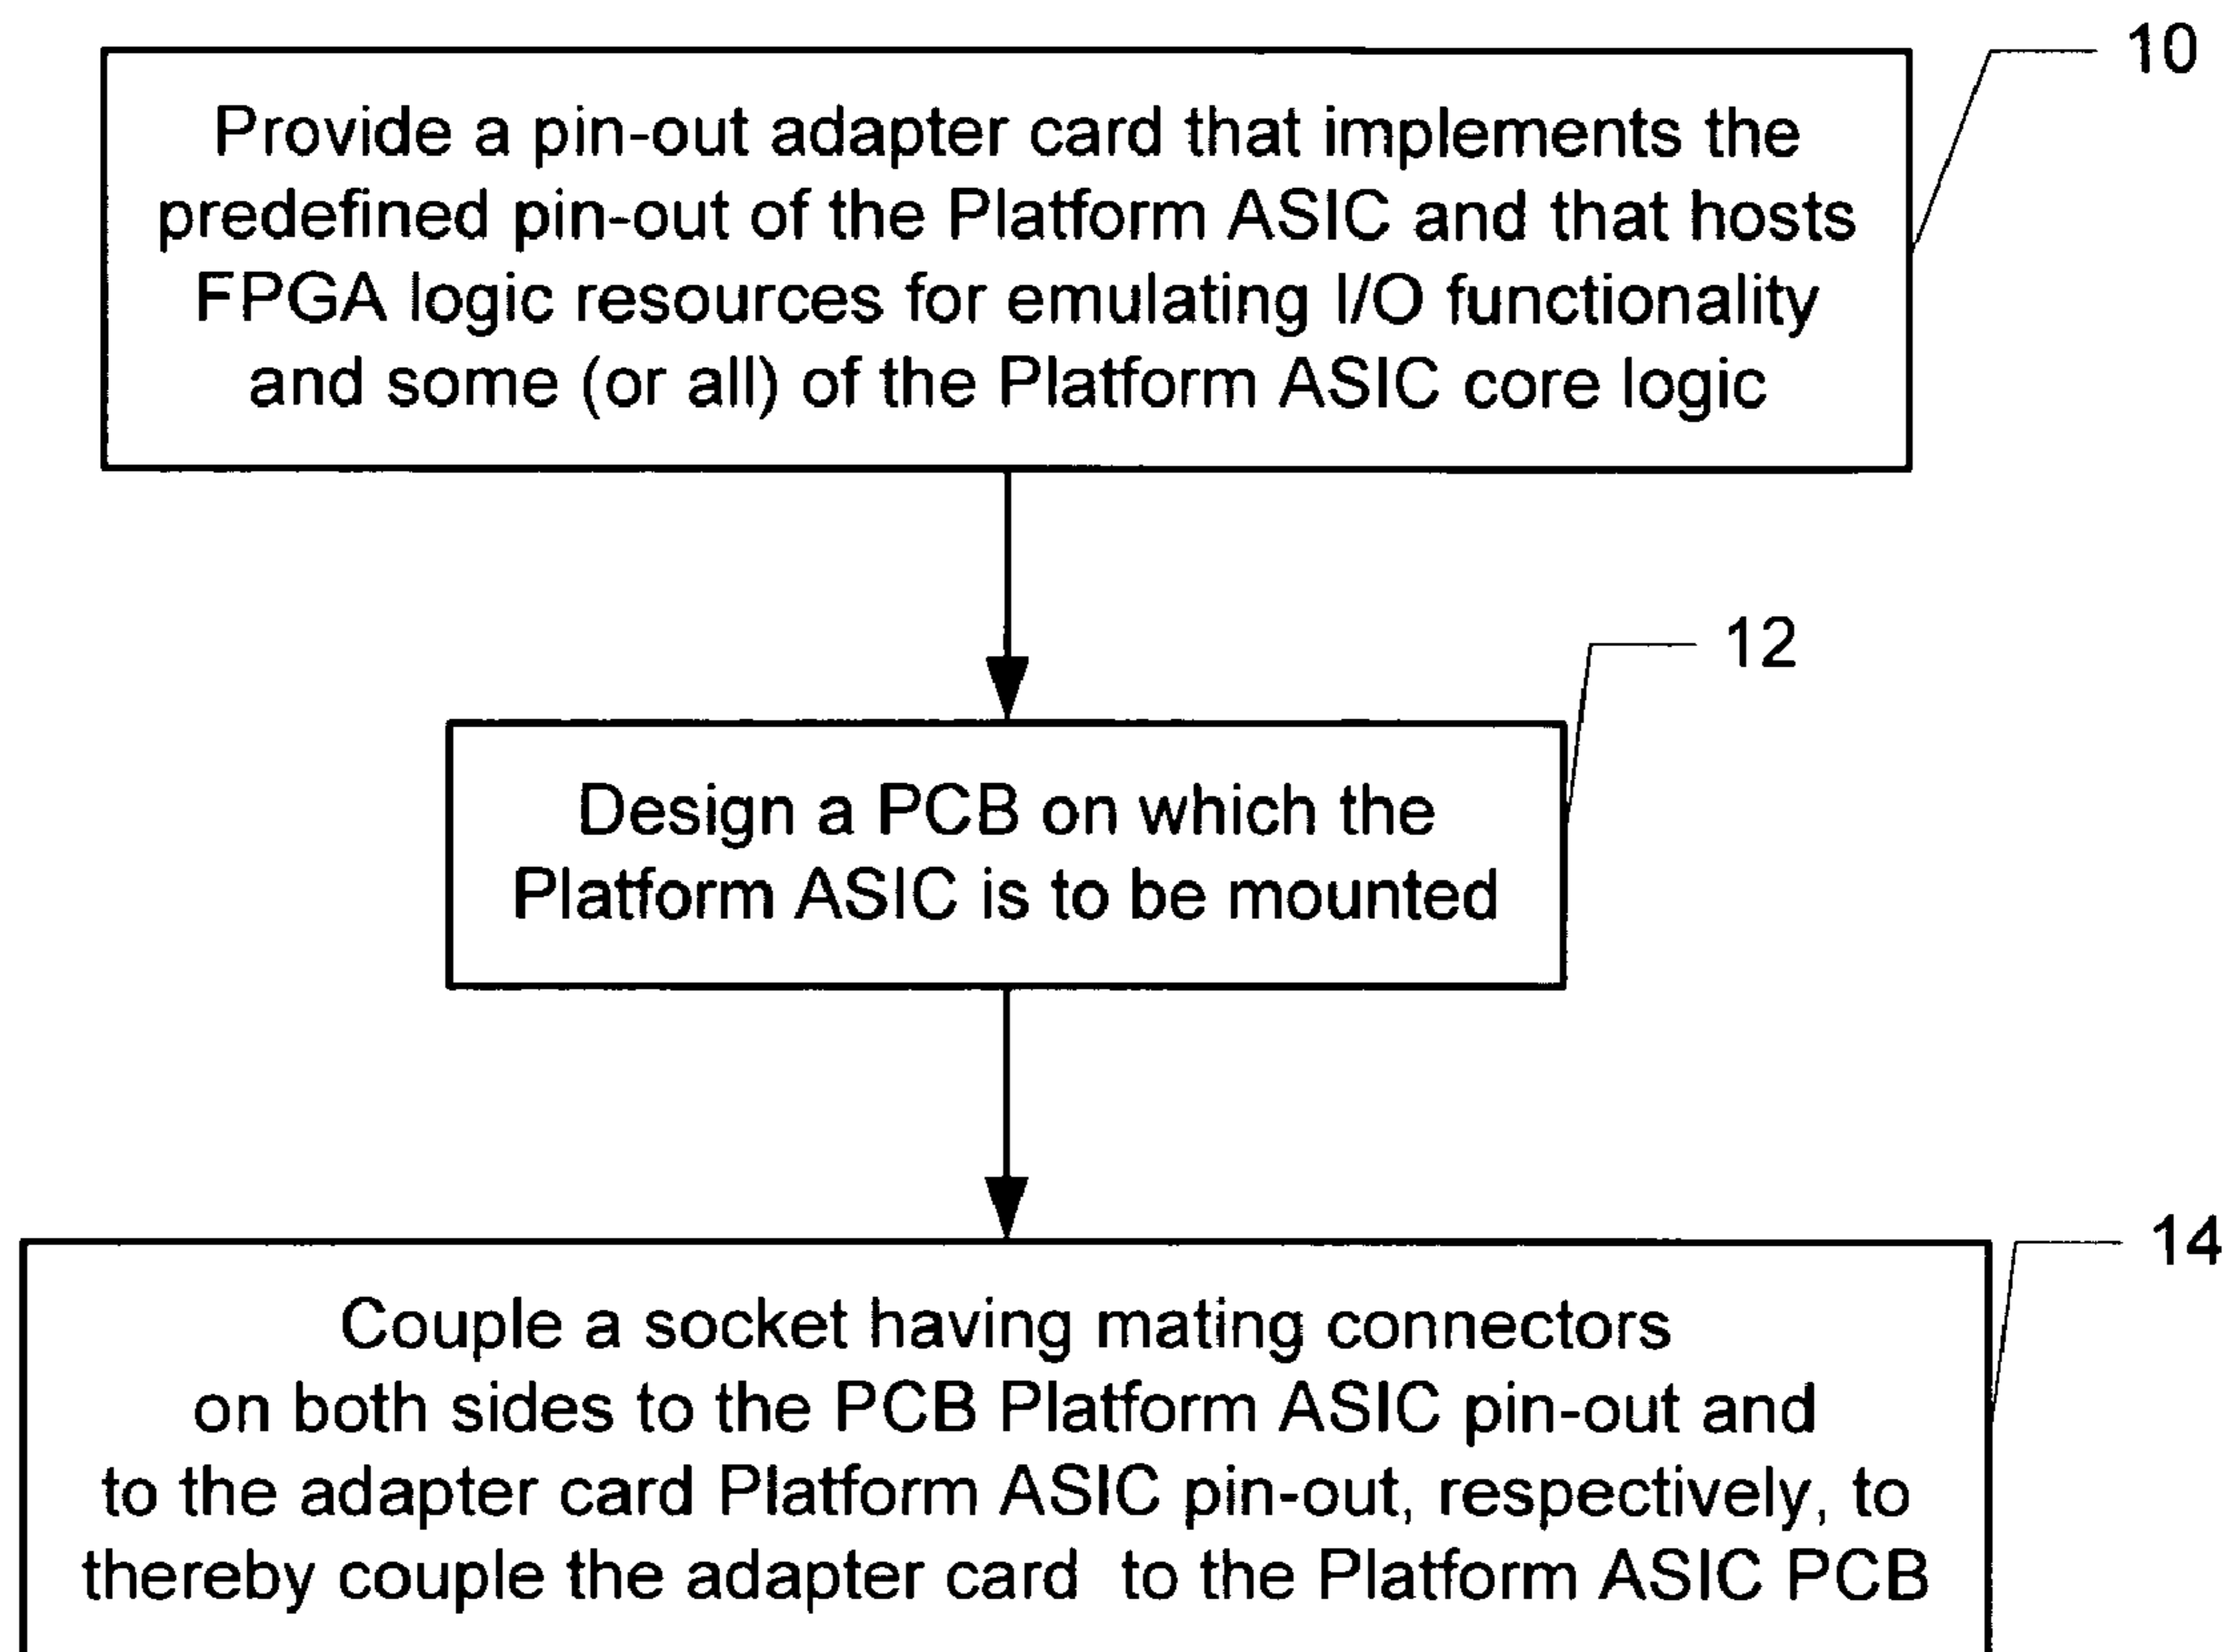 10
Provide a pin-out adapter card that implements the
predefined pin-out of the Platform ASIC and that hosts
FPGA logic resources for emulating I/O functionality
and some (or all) of the Platform ASIC core logic
12
Design a PCB on which the
Platform ASIC is to be mounted
14
Couple a socket having mating connectors
on both sides to the PCB Platform ASIC pin-out and
to the adapter card Platform ASIC pin-out, respectively, to
thereby couple the adapter card to the Platform ASIC PCB